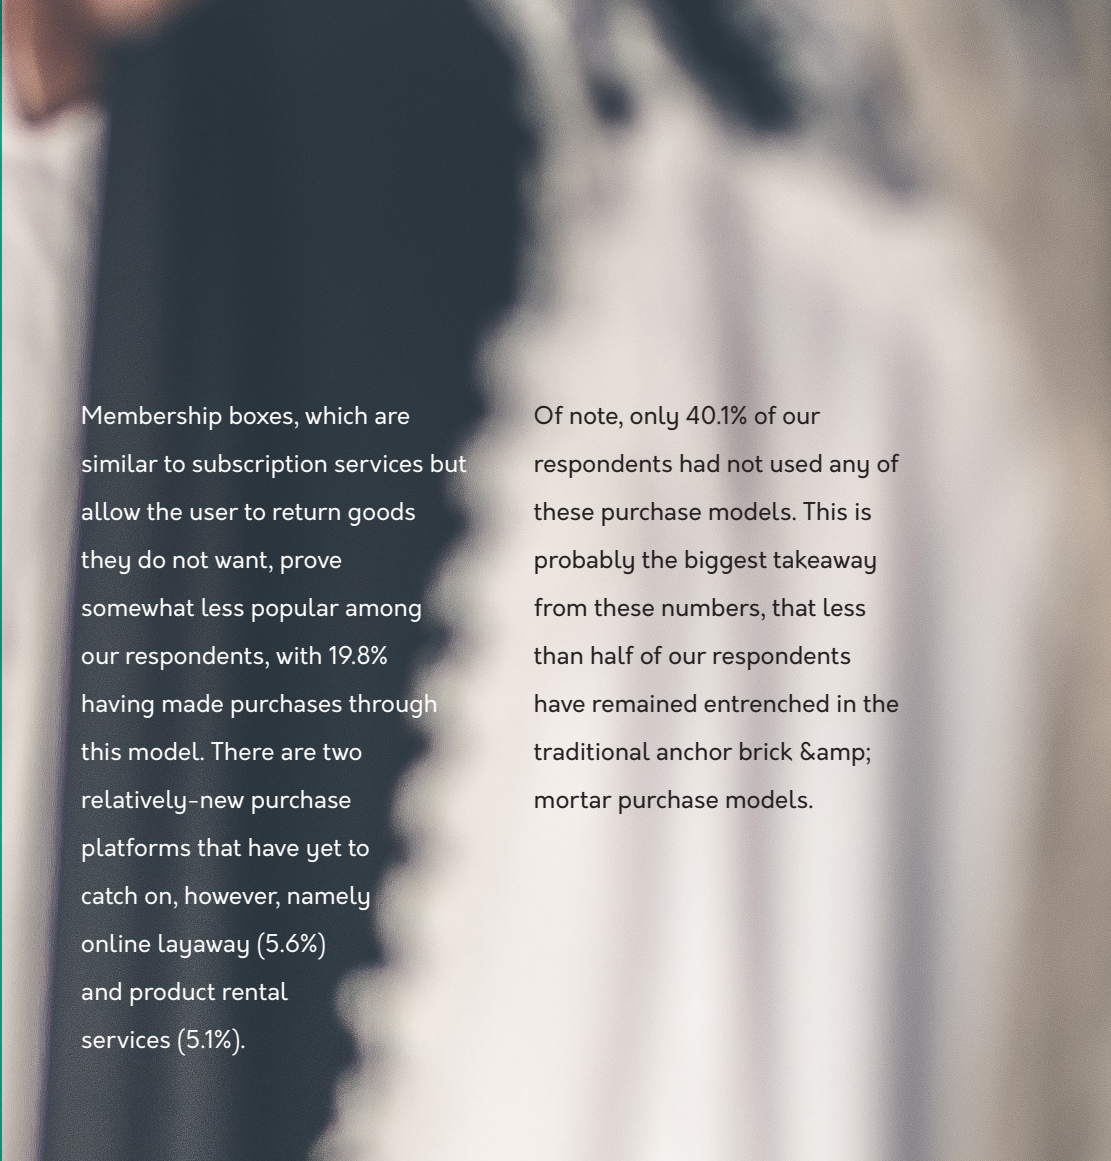 Membership boxes, which are
similar to subscription services but
allow the user to return goods
they do not want, prove
somewhat less popular among
our respondents, with 19.8%
having made purchases through
this model. There are two
relatively-new purchase
platforms that have yet to
catch on, however, namely
online layaway (5.6%)
and product rental
services (5.1%).
Of note, only 40.1% of our
respondents had not used any of
these purchase models. This is
probably the biggest takeaway
from these numbers, that less
than half of our respondents
have remained entrenched in the
traditional anchor brick &amp;
mortar purchase models.